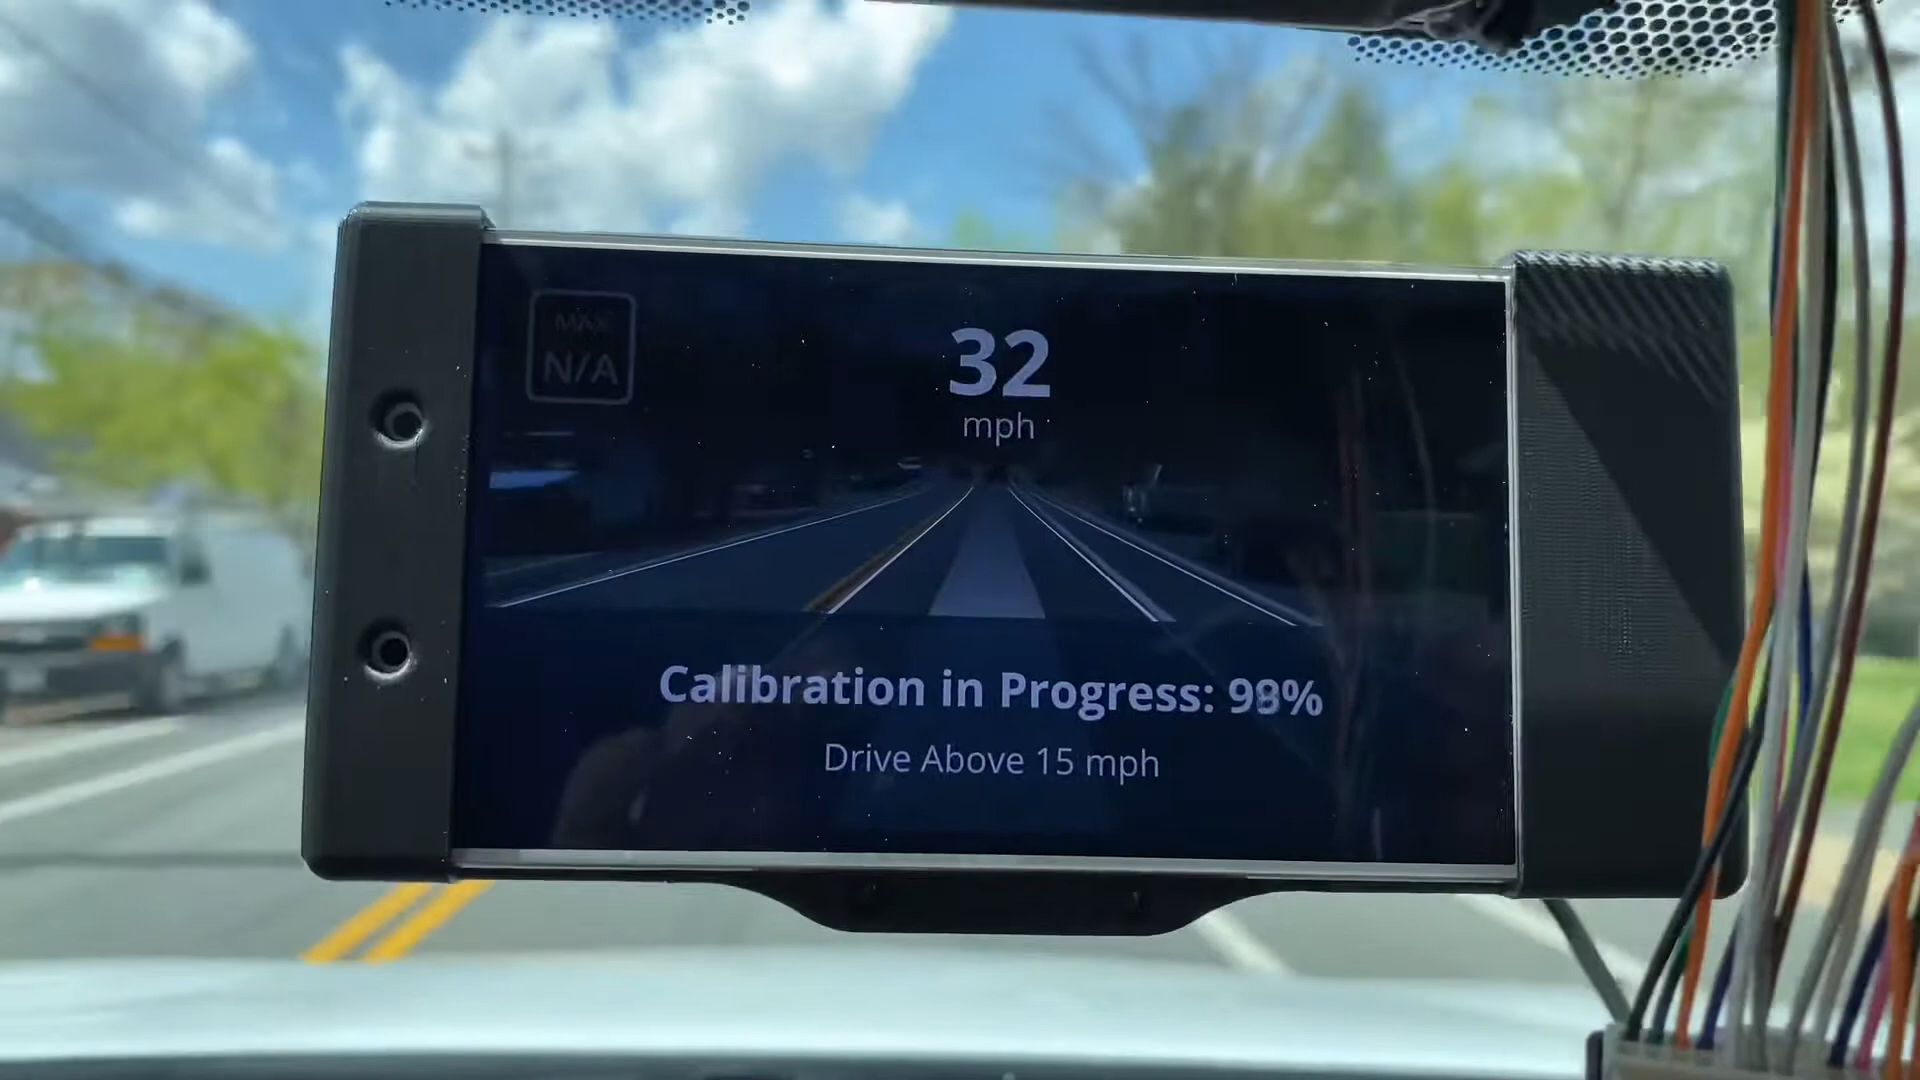 MAX
N/A
32
mph
Calibration in Progress: 98%
Drive Above 15 mph